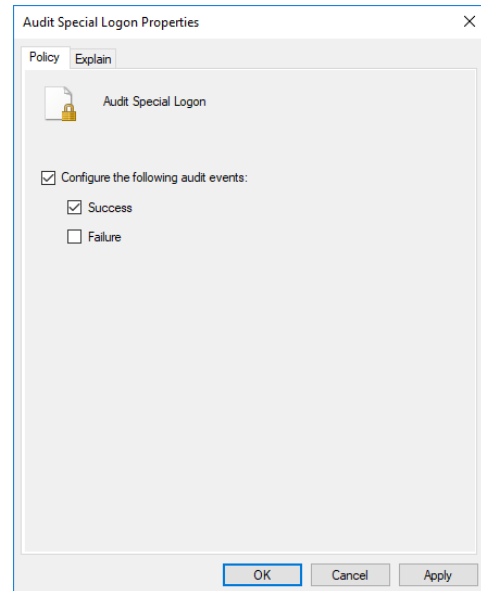 Audit Special Logon Properties
Policy Explain
Audit Special Logon
Configure the following audit events:
Success
Failure
OK Cancel Apply